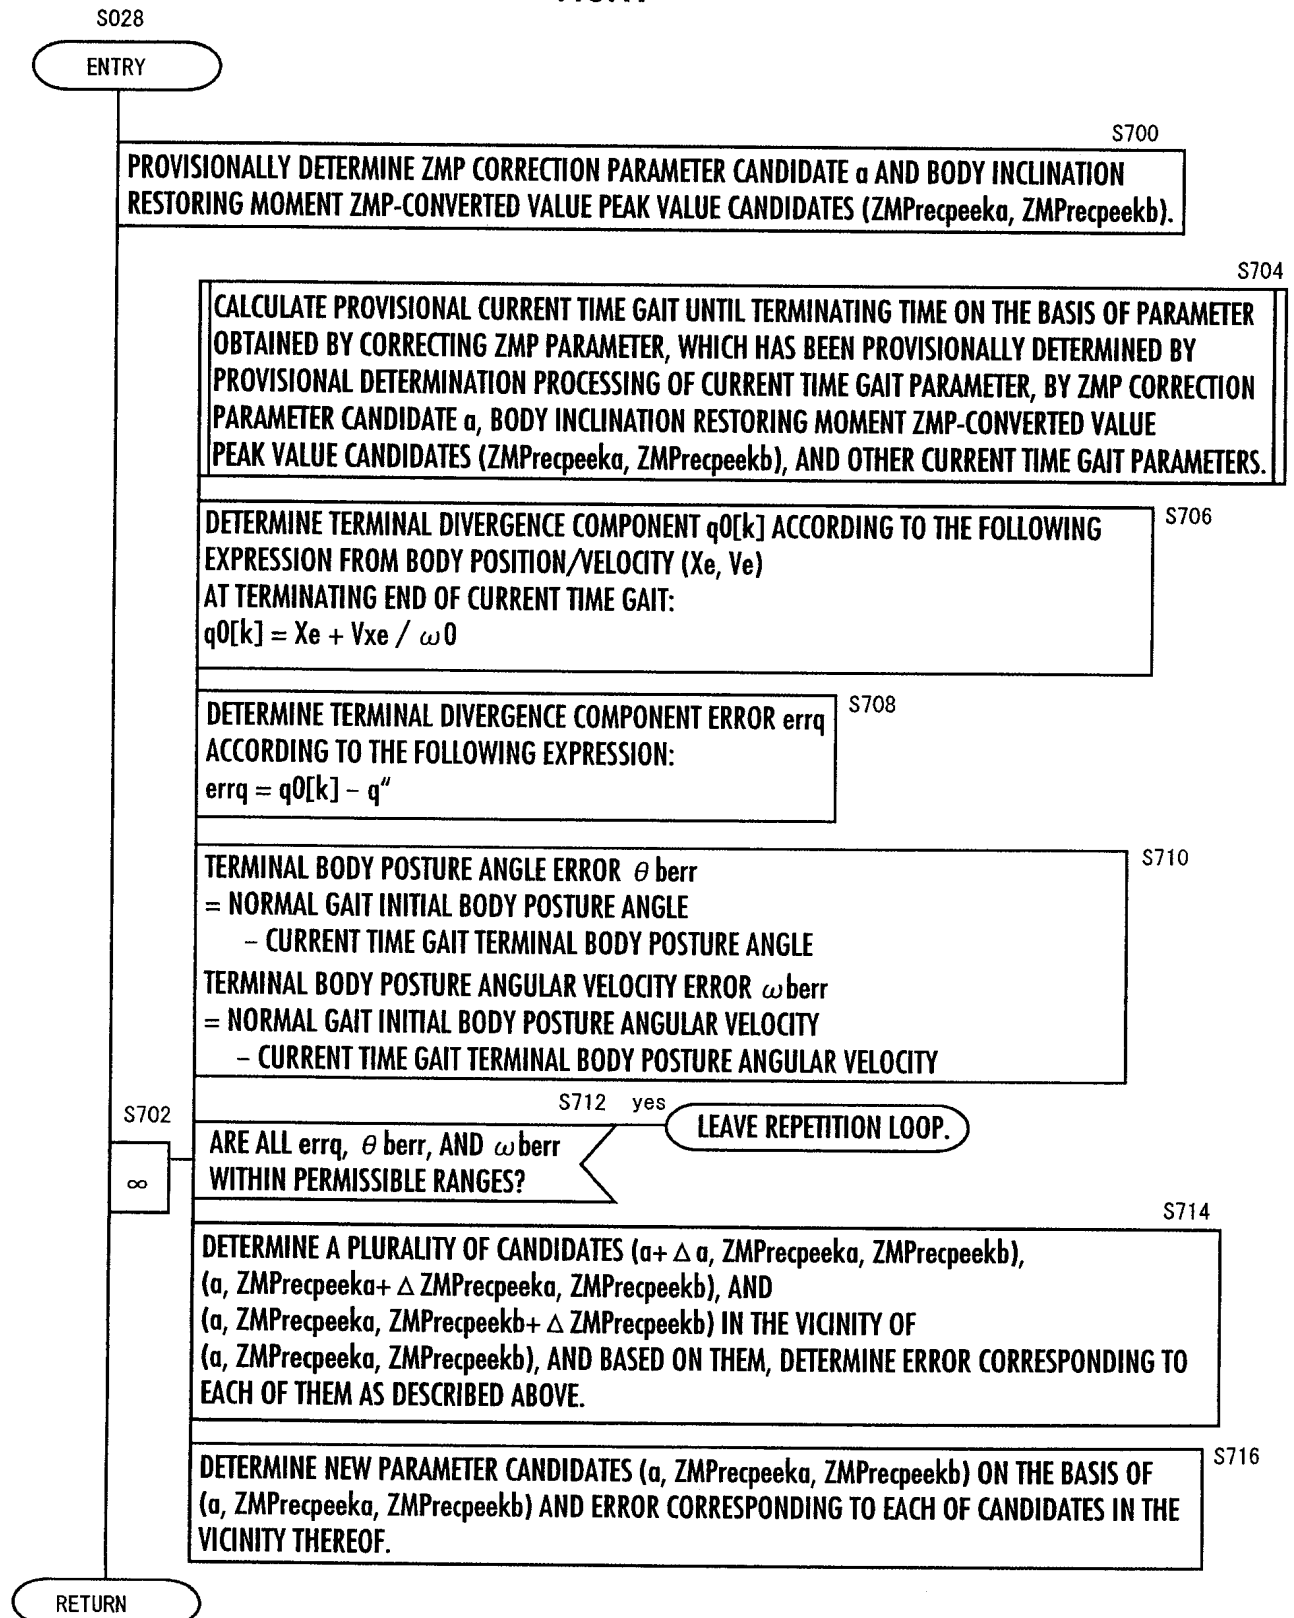 S028
ENTRY
S700
PROVISIONALLY DETERMINE ZMP CORRECTION PARAMETER CANDIDATE a AND BODY INCLINATION
RESTORING MOMENT ZMP-CONVERTED VALUE PEAK VALUE CANDIDATES (ZMPrecpeeka, ZMPrecpeekb).
S704
CALCULATE PROVISIONAL CURRENT TIME GAIT UNTIL TERMINATING TIME ON THE BASIS OF PARAMETER
OBTAINED BY CORRECTING ZMP PARAMETER, WHICH HAS BEEN PROVISIONALLY DETERMINED BY
PROVISIONAL DETERMINATION PROCESSING OF CURRENT TIME GAIT PARAMETER, BY ZMP CORRECTION
PARAMETER CANDIDATE a, BODY INCLINATION RESTORING MOMENT ZMP-CONVERTED VALUE
PEAK VALUE CANDIDATES (ZMPrecpeeka, ZMPrecpeekb), AND OTHER CURRENT TIME GAIT PARAMETERS.
S706
DETERMINE TERMINAL DIVERGENCE COMPONENT q0[k] ACCORDING TO THE FOLLOWING
EXPRESSION FROM BODY POSITION/VELOCITY (Xe, Ve)
AT TERMINATING END OF CURRENT TIME GAIT:
q0[k] = Xe + Vxe / ω0
S708
DETERMINE TERMINAL DIVERGENCE COMPONENT ERROR errq
ACCORDING TO THE FOLLOWING EXPRESSION:
errq = q0[k] – q"
S710
TERMINAL BODY POSTURE ANGLE ERROR θ berr
= NORMAL GAIT INITIAL BODY POSTURE ANGLE
– CURRENT TIME GAIT TERMINAL BODY POSTURE ANGLE
TERMINAL BODY POSTURE ANGULAR VELOCITY ERROR ω berr
= NORMAL GAIT INITIAL BODY POSTURE ANGULAR VELOCITY
– CURRENT TIME GAIT TERMINAL BODY POSTURE ANGULAR VELOCITY
S702
∞
S712 yes
LEAVE REPETITION LOOP.
ARE ALL errq, θ berr, AND ω berr
WITHIN PERMISSIBLE RANGES?
S714
DETERMINE A PLURALITY OF CANDIDATES (a+ Δ a, ZMPrecpeeka, ZMPrecpeekb),
(a, ZMPrecpeeka+ Δ ZMPrecpeeka, ZMPrecpeekb), AND
(a, ZMPrecpeeka, ZMPrecpeekb+ Δ ZMPrecpeekb) IN THE VICINITY OF
(a, ZMPrecpeeka, ZMPrecpeekb), AND BASED ON THEM, DETERMINE ERROR CORRESPONDING TO
EACH OF THEM AS DESCRIBED ABOVE.
S716
DETERMINE NEW PARAMETER CANDIDATES (a, ZMPrecpeeka, ZMPrecpeekb) ON THE BASIS OF
(a, ZMPrecpeeka, ZMPrecpeekb) AND ERROR CORRESPONDING TO EACH OF CANDIDATES IN THE
VICINITY THEREOF.
RETURN